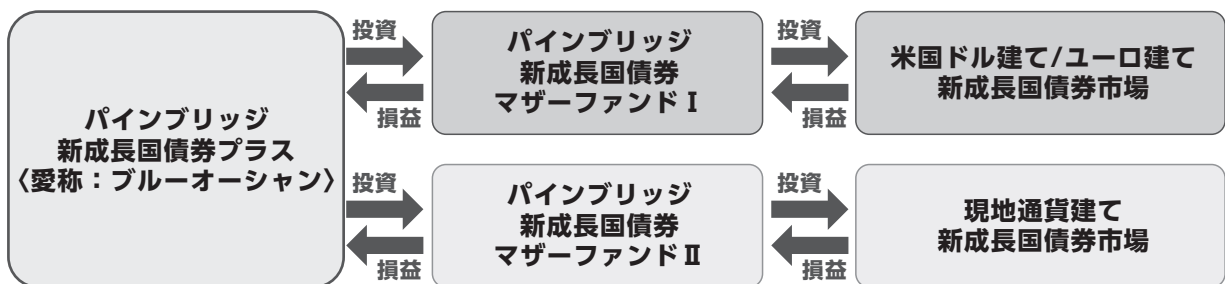 パインブリッジ
新成長国債券プラス
〈愛称：ブルーオーシャン〉
投資
損益
パインブリッジ
新成長国債券
マザーファンドⅠ
投資
損益
米国ドル建て/ユーロ建て
新成長国債券市場
投資
損益
パインブリッジ
新成長国債券
マザーファンドⅡ
投資
損益
現地通貨建て
新成長国債券市場